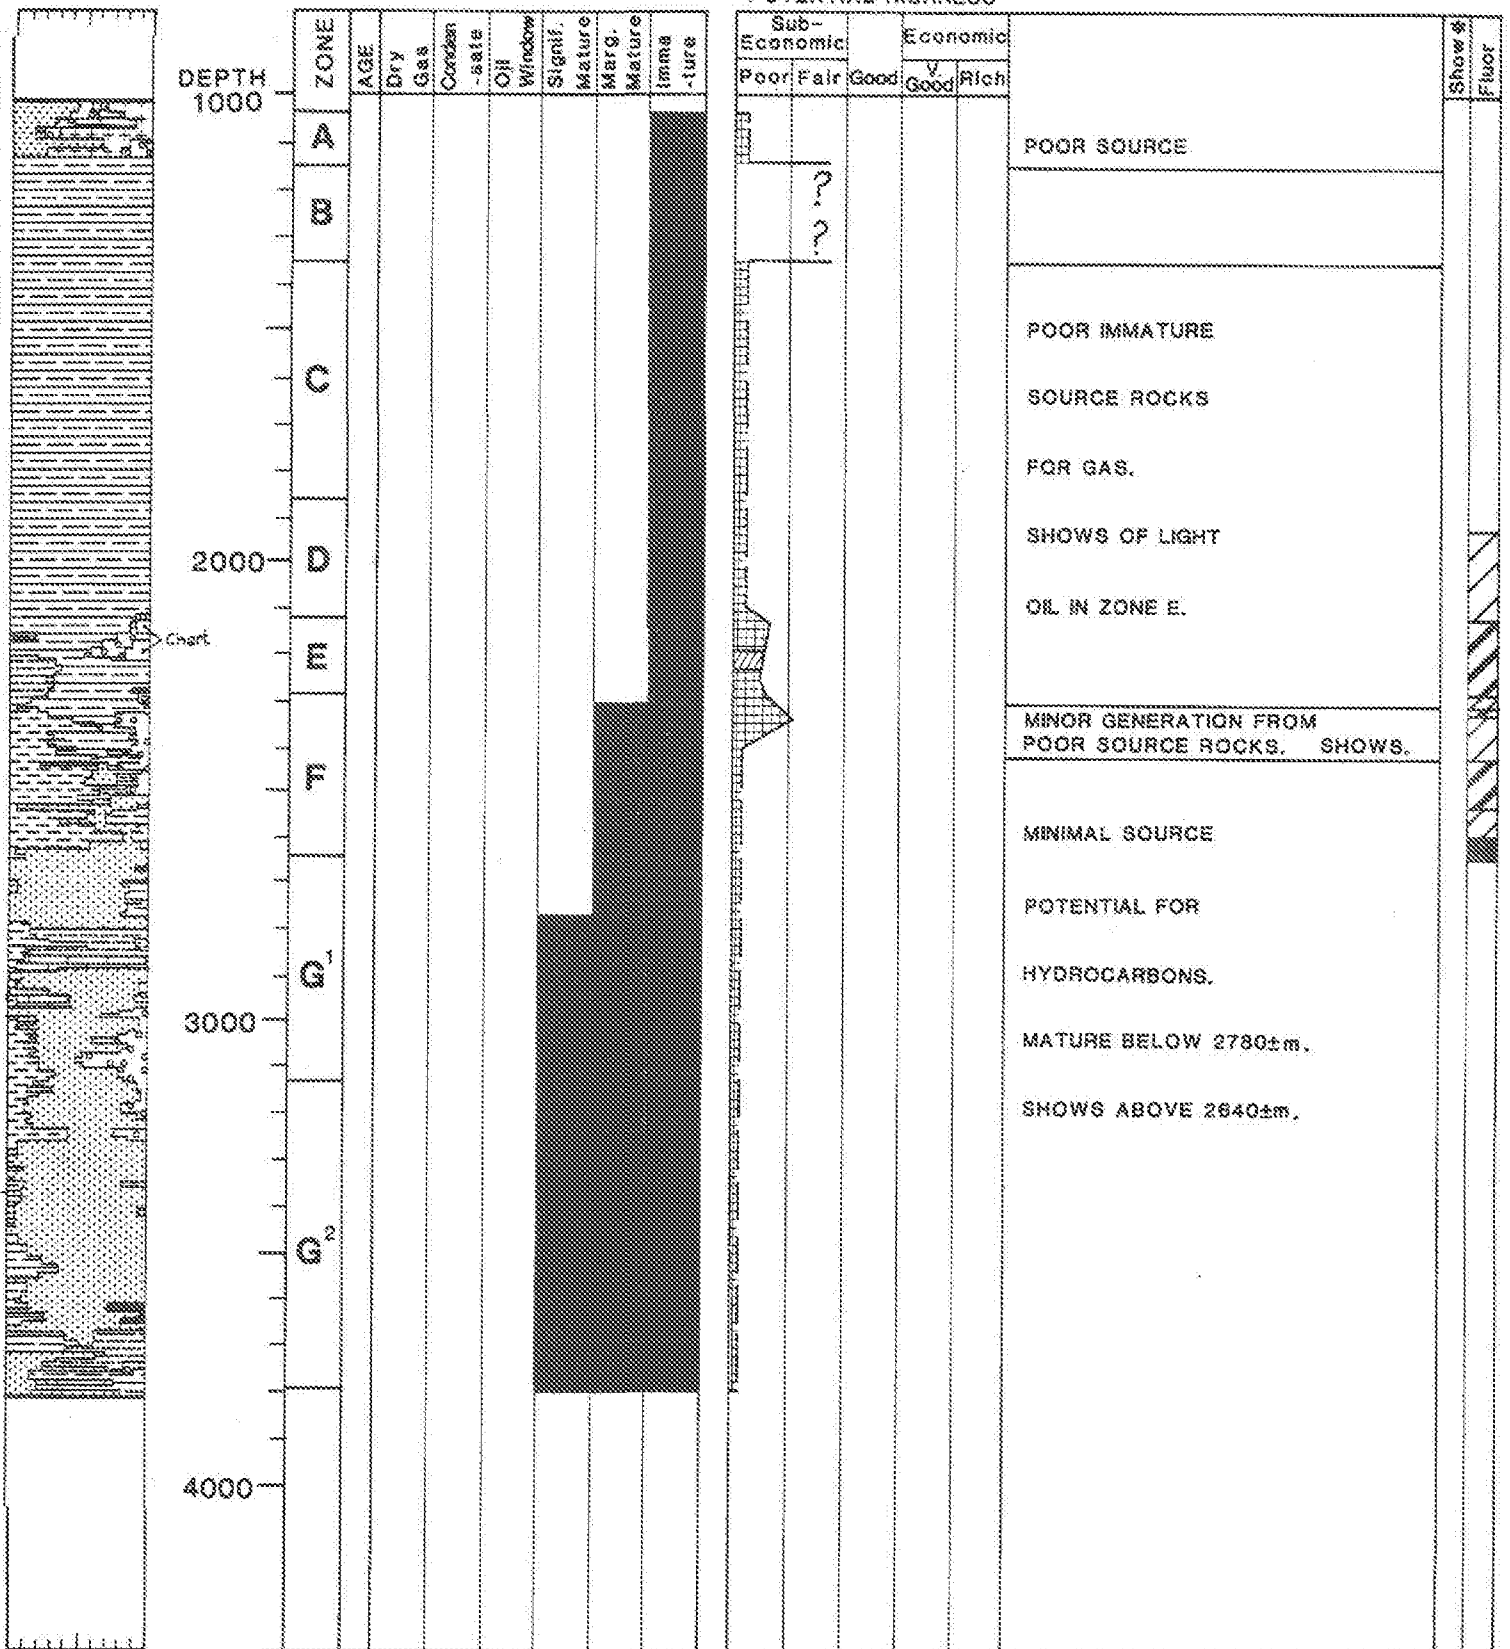 DEPTH
1000
2000
3000
4000
ZONE
A
B
C
D
E
F
G1
G2
AGE
Dry
Gas
Conden
-sate
Oil
Window
Signif.
Mature
Marg.
Mature
Imma
-ture
Sub-
Economic
Economic
Poor
Fair
Good
V.
Good
Rich
Shows
Fluor
?
?
POOR SOURCE
POOR IMMATURE
SOURCE ROCKS
FOR GAS.
SHOWS OF LIGHT
OIL IN ZONE E.
MINOR GENERATION FROM
POOR SOURCE ROCKS. SHOWS.
MINIMAL SOURCE
POTENTIAL FOR
HYDROCARBONS.
MATURE BELOW 2780±m.
SHOWS ABOVE 2640±m.